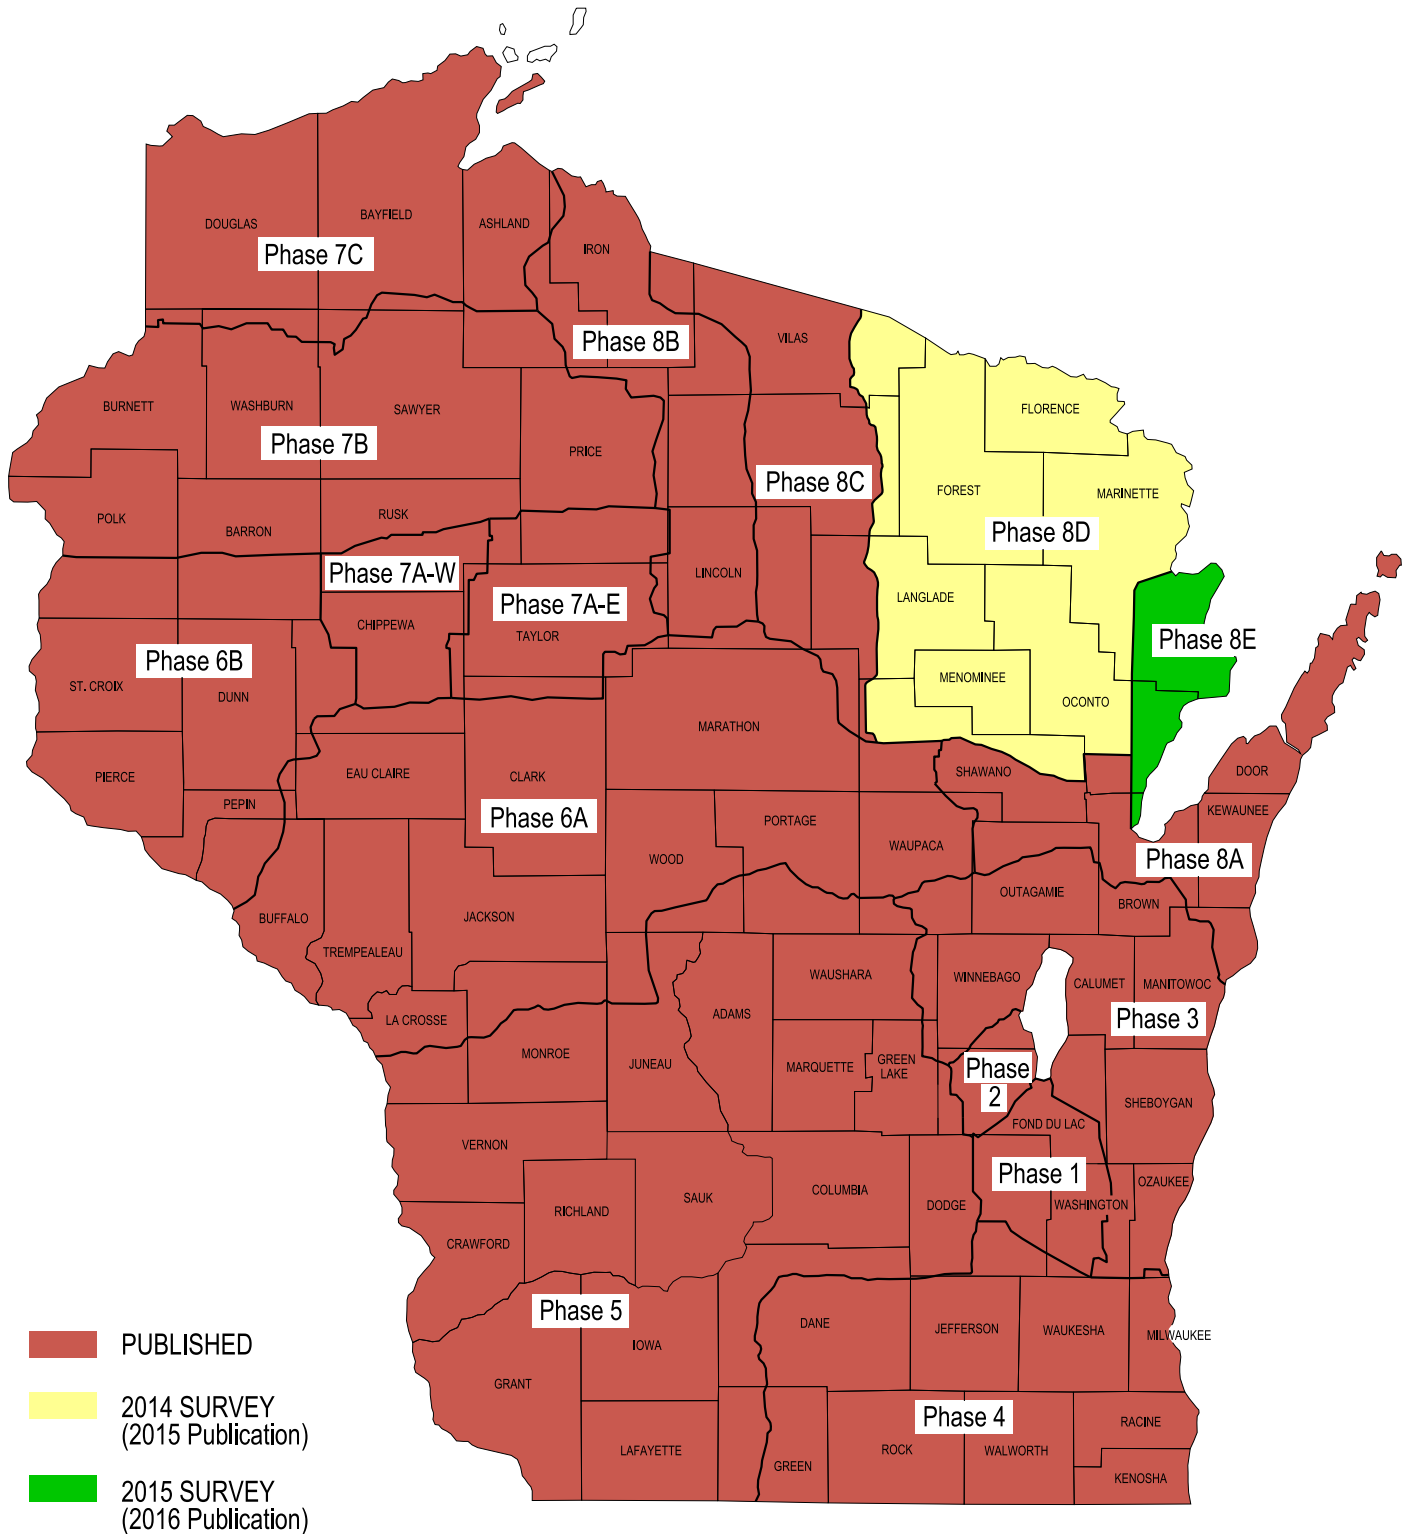 BAYFIELD
DOUGLAS
ASHLAND
Phase 7C
IRON
VILAS
Phase 8B
BURNETT
WASHBURN
SAWYER
FLORENCE
Phase 7B
PRICE
Phase 8C
FOREST
MARINETTE
POLK
BARRON
RUSK
Phase 8D
Phase 7A-W
LINCOLN
LANGLADE
Phase 7A-E
CHIPPEWA
TAYLOR
Phase 8E
Phase 6B
ST. CROIX
DUNN
MENOMINEE
OCONTO
MARATHON
PIERCE
EAU CLAIRE
CLARK
SHAWANO
DOOR
PEPIN
Phase 6A
PORTAGE
KEWAUNEE
WOOD
WAUPACA
Phase 8A
OUTAGAMIE
BROWN
BUFFALO
JACKSON
TREMPEALEAU
WAUSHARA
WINNEBAGO
CALUMET
MANITOWOC
LA CROSSE
ADAMS
Phase 3
MONROE
JUNEAU
MARQUETTE
GREEN
LAKE
Phase
2
SHEBOYGAN
FOND DU LAC
VERNON
Phase 1
OZAUKEE
RICHLAND
SAUK
COLUMBIA
DODGE
WASHINGTON
CRAWFORD
Phase 5
DANE
JEFFERSON
WAUKESHA
MILWAUKEE
IOWA
GRANT
Phase 4
RACINE
LAFAYETTE
GREEN
ROCK
WALWORTH
KENOSHA
PUBLISHED
2014 SURVEY
(2015 Publication)
2015 SURVEY
(2016 Publication)